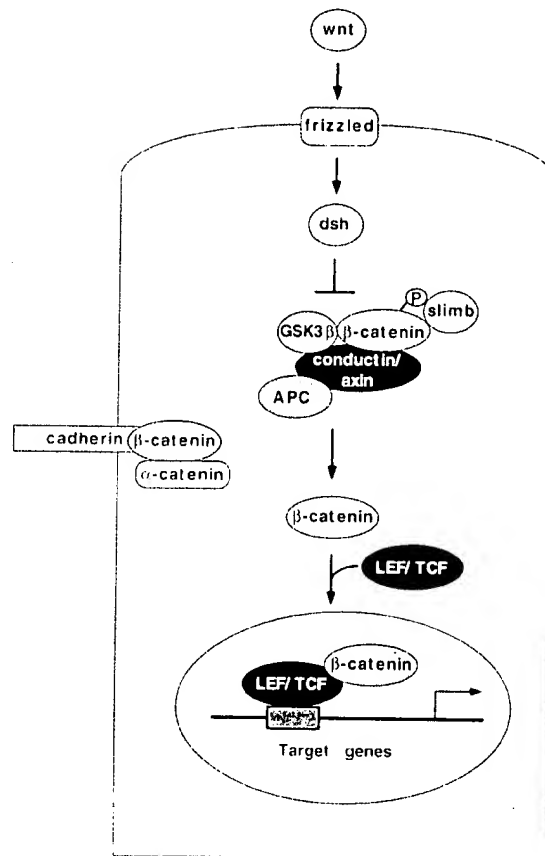 wnt
frizzled
dsh
P
slimb
GSK3β
β-catenin
conductin/
axin
APC
cadherin
β-catenin
α-catenin
β-catenin
LEF/TCF
β-catenin
LEF/TCF
Target genes